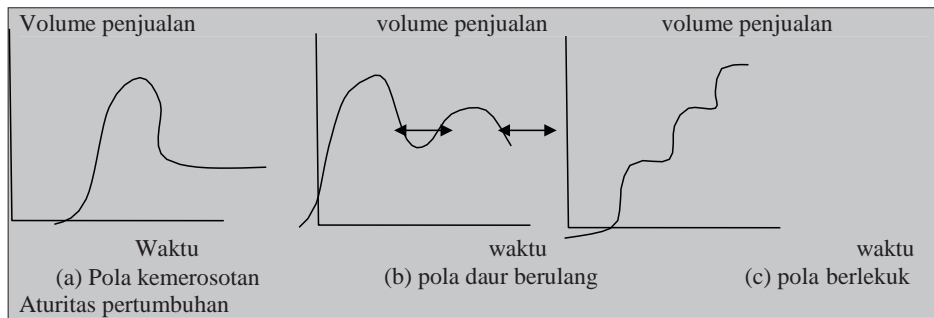 Volume penjualan volume penjualan volume penjualan
Waktu waktu waktu
(a) Pola kemerosotan (b) pola daur berulang (c) pola berlekuk
Aturitas pertumbuhan